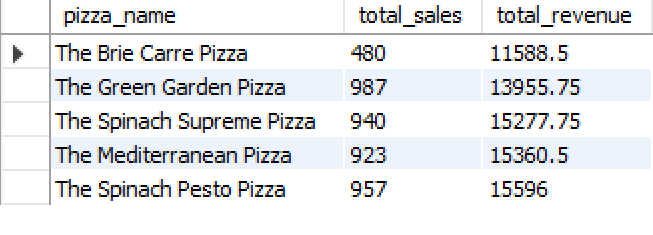 pizza_name total_sales total_revenue
The Brie Carre Pizza 480 11588.5
The Green Garden Pizza 987 13955.75
The Spinach Supreme Pizza 940 15277.75
The Mediterranean Pizza 923 15360.5
The Spinach Pesto Pizza 957 15596